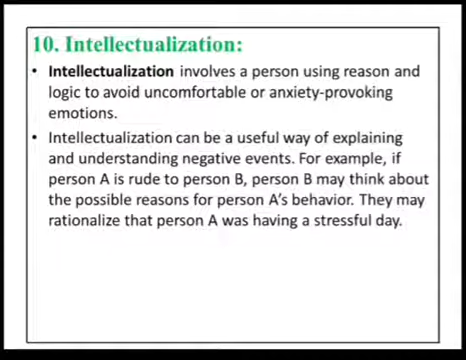 10. Intellectualization:
• Intellectualization involves a person using reason and
logic to avoid uncomfortable or anxiety-provoking
emotions.
• Intellectualization can be a useful way of explaining
and understanding negative events. For example, if
person A is rude to person B, person B may think about
the possible reasons for person A's behavior. They may
rationalize that person A was having a stressful day.